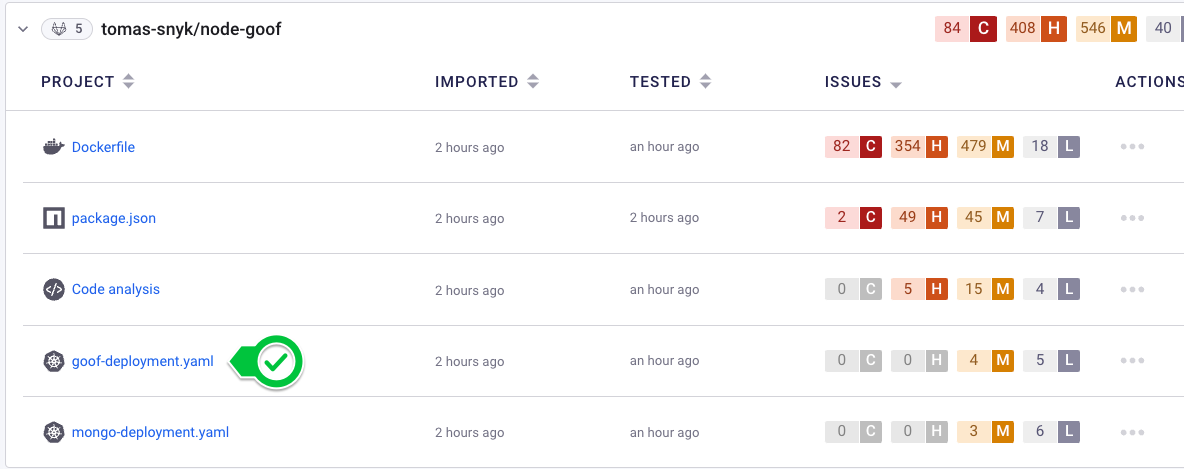 5 tomas-snyk/node-goof 84 C 408 H 546 M 40
PROJECT IMPORTED TESTED ISSUES ACTIONS
Dockerfile 2 hours ago an hour ago 82 C 354 H 479 M 18 L
package.json 2 hours ago 2 hours ago 2 C 49 H 45 M 7 L
Code analysis 2 hours ago an hour ago 0 C 5 H 15 M 4 L
goof-deployment.yaml 2 hours ago an hour ago 0 C 0 H 4 M 5 L
mongo-deployment.yaml 2 hours ago an hour ago 0 C 0 H 3 M 6 L